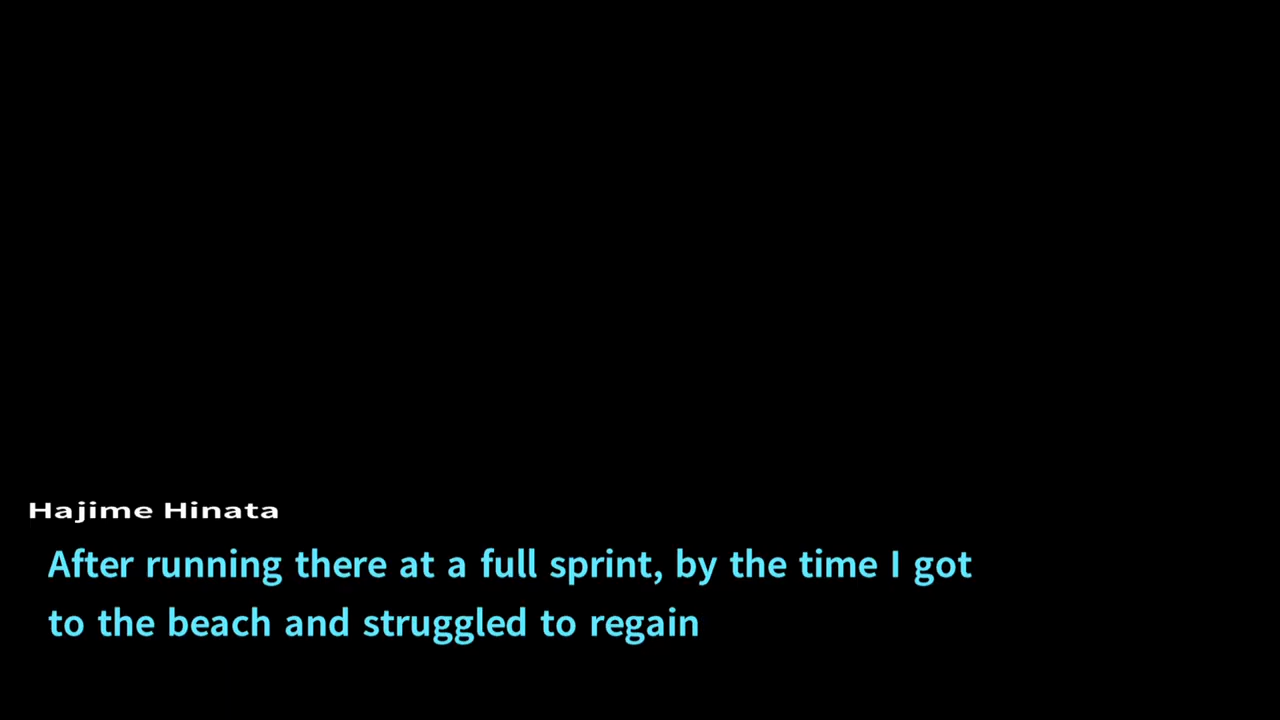 Hajime Hinata
After running there at a full sprint, by the time I got
to the beach and struggled to regain